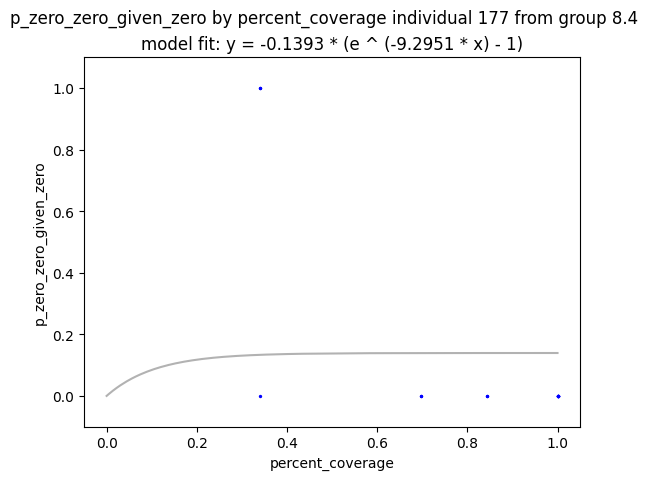 p_zero_zero_given_zero by percent_coverage individual 177 from group 8.4
model fit: y = -0.1393 * (e ^ (-9.2951 * x) - 1)
1.0
0.8
0.6
0.4
0.2
0.0
p_zero_zero_given_zero
0.0 0.2 0.4 0.6 0.8 1.0
percent_coverage